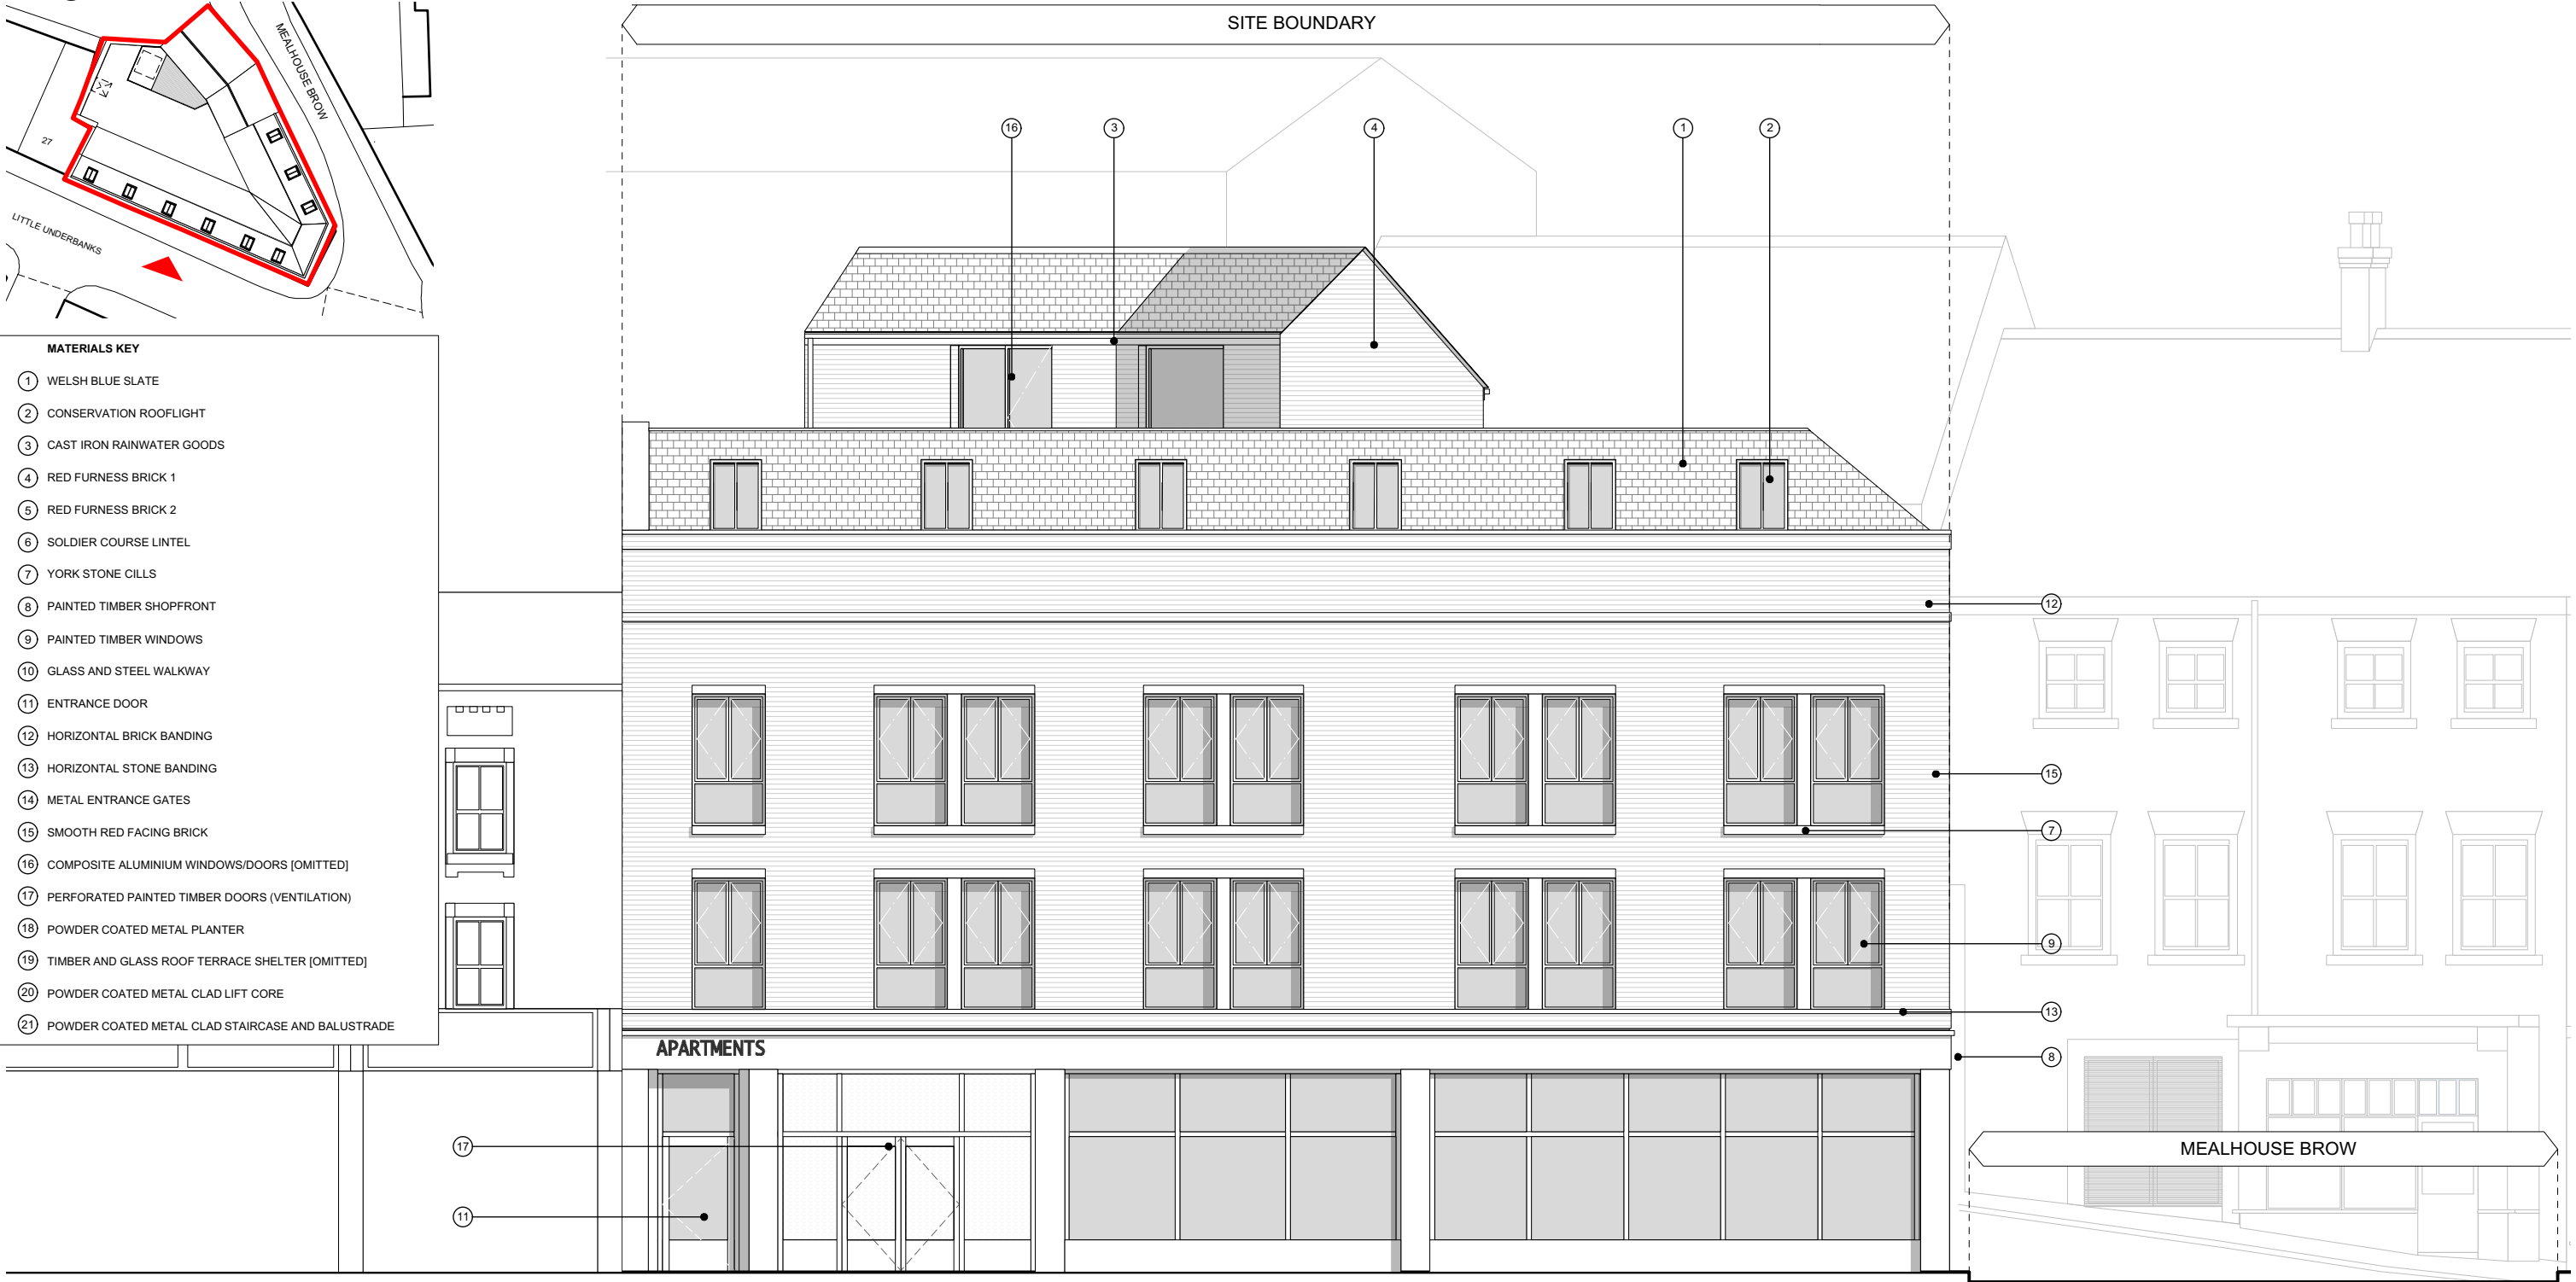 SITE BOUNDARY
MEALHOUSE BROW
27
LITTLE UNDERBANKS
16
3
4
1
2
MATERIALS KEY
1 WELSH BLUE SLATE
2 CONSERVATION ROOFLIGHT
3 CAST IRON RAINWATER GOODS
4 RED FURNESS BRICK 1
5 RED FURNESS BRICK 2
6 SOLDIER COURSE LINTEL
7 YORK STONE CILLS
8 PAINTED TIMBER SHOPFRONT
9 PAINTED TIMBER WINDOWS
10 GLASS AND STEEL WALKWAY
11 ENTRANCE DOOR
12 HORIZONTAL BRICK BANDING
13 HORIZONTAL STONE BANDING
14 METAL ENTRANCE GATES
15 SMOOTH RED FACING BRICK
16 COMPOSITE ALUMINIUM WINDOWS/DOORS [OMITTED]
17 PERFORATED PAINTED TIMBER DOORS (VENTILATION)
18 POWDER COATED METAL PLANTER
19 TIMBER AND GLASS ROOF TERRACE SHELTER [OMITTED]
20 POWDER COATED METAL CLAD LIFT CORE
21 POWDER COATED METAL CLAD STAIRCASE AND BALUSTRADE
12
15
7
9
13
8
APARTMENTS
17
11
MEALHOUSE BROW